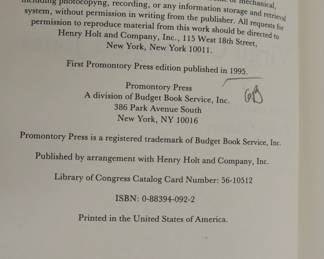 including photocopying, recording, or any information storage and retrieval
system, without permission in writing from the publisher. All requests for
permission to reproduce material from this work should be directed to
Henry Holt and Company, Inc., 115 West 18th Street,
New York, New York 10011.
First Promontory Press edition published in 1995.
Promontory Press
A division of Budget Book Service, Inc.
386 Park Avenue South
New York, NY 10016
Promontory Press is a registered trademark of Budget Book Service, Inc.
Published by arrangement with Henry Holt and Company, Inc.
Library of Congress Catalog Card Number: 56-10512
ISBN: 0-88394-092-2
Printed in the United States of America.